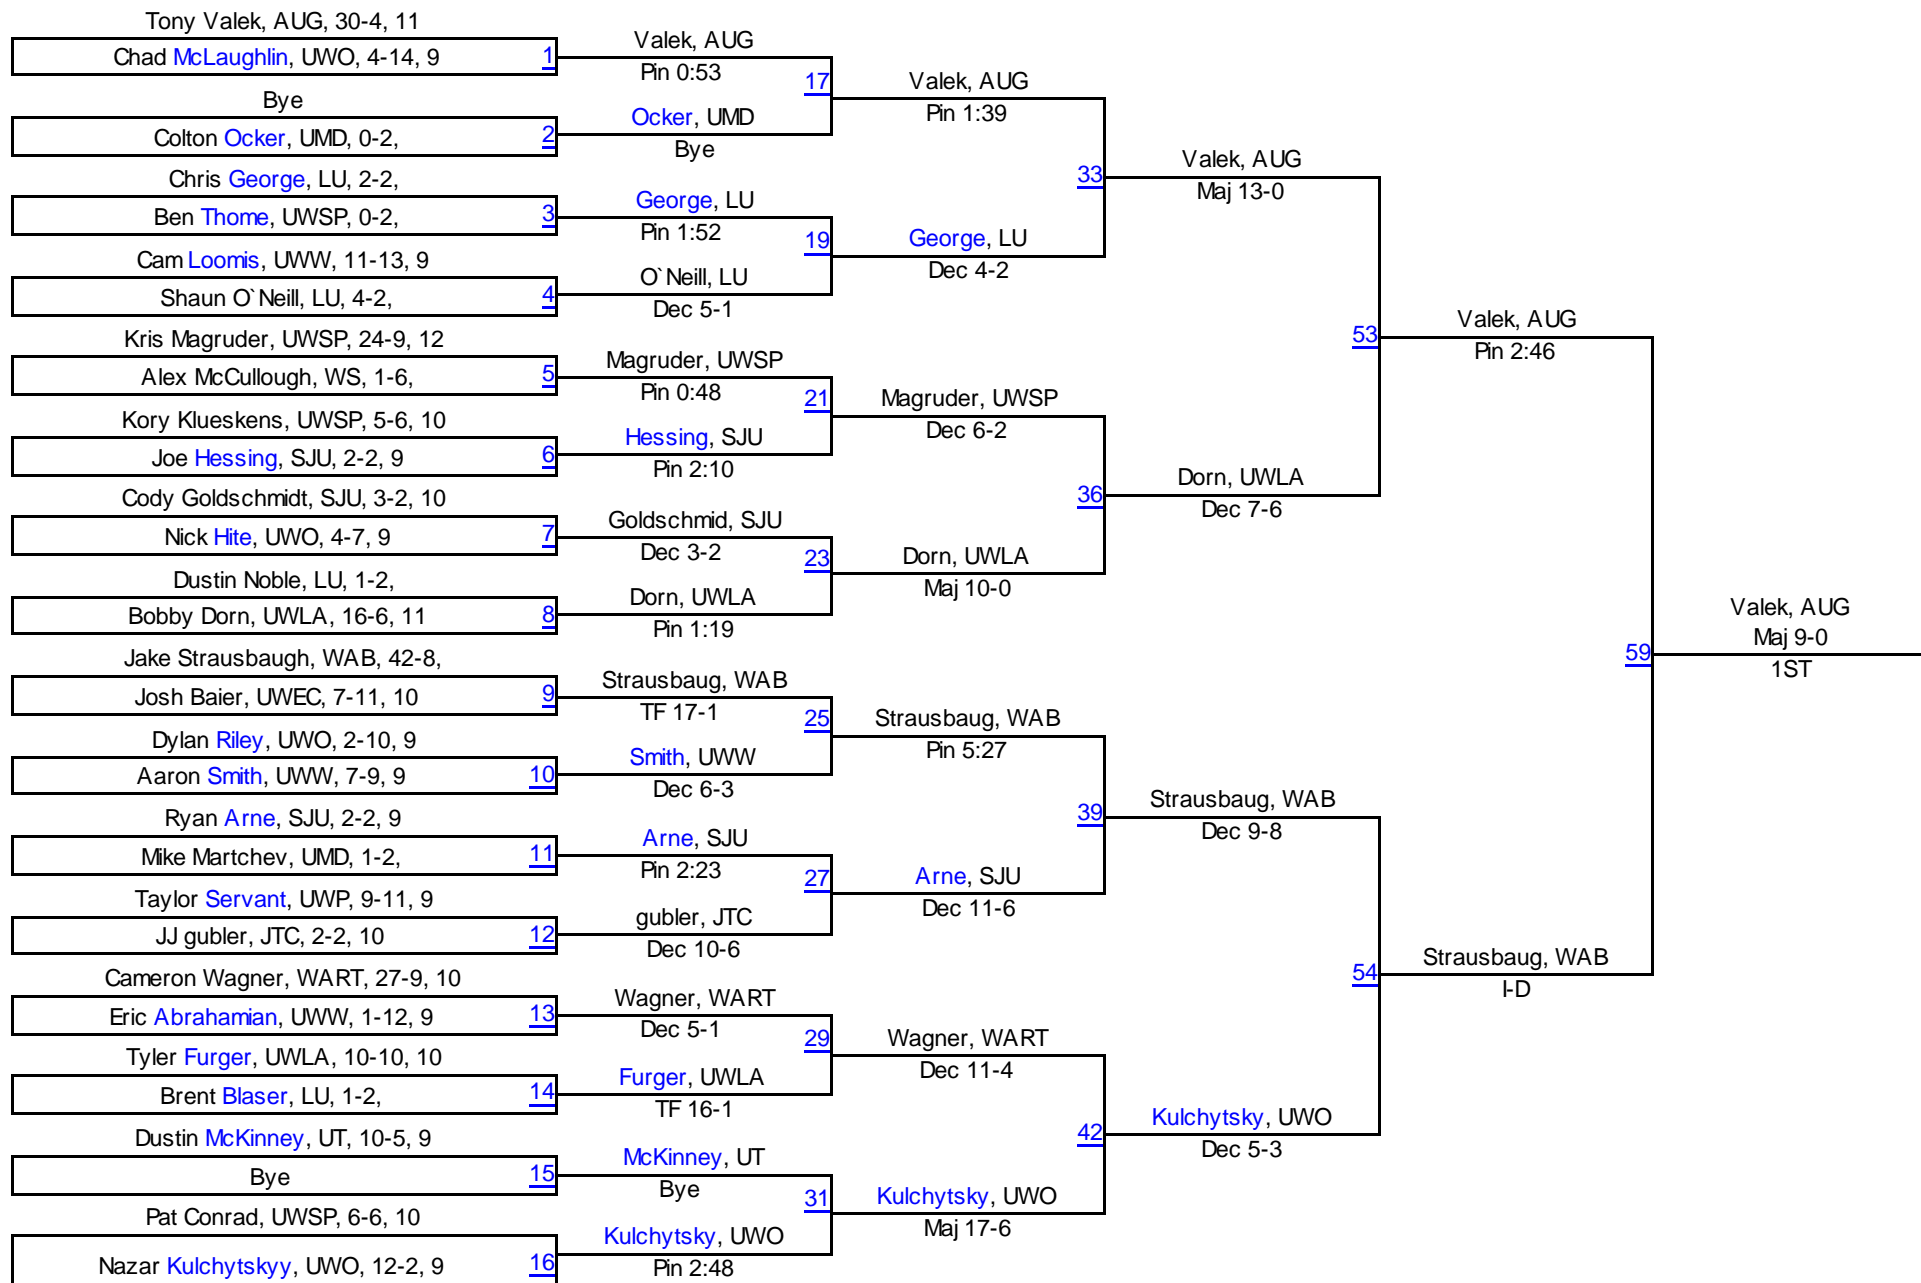 Tony Valek, AUG, 30-4, 11
Chad McLaughlin, UWO, 4-14, 9
1
Bye
Colton Ocker, UMD, 0-2,
2
Chris George, LU, 2-2,
Ben Thome, UWSP, 0-2,
3
Cam Loomis, UWW, 11-13, 9
Shaun O`Neill, LU, 4-2,
4
Kris Magruder, UWSP, 24-9, 12
Alex McCullough, WS, 1-6,
5
Kory Klueskens, UWSP, 5-6, 10
Joe Hessing, SJU, 2-2, 9
6
Cody Goldschmidt, SJU, 3-2, 10
Nick Hite, UWO, 4-7, 9
7
Dustin Noble, LU, 1-2,
Bobby Dorn, UWLA, 16-6, 11
8
Jake Strausbaugh, WAB, 42-8,
Josh Baier, UWEC, 7-11, 10
9
Dylan Riley, UWO, 2-10, 9
Aaron Smith, UWW, 7-9, 9
10
Ryan Arne, SJU, 2-2, 9
Mike Martchev, UMD, 1-2,
11
Taylor Servant, UWP, 9-11, 9
JJ gubler, JTC, 2-2, 10
12
Cameron Wagner, WART, 27-9, 10
Eric Abrahamian, UWW, 1-12, 9
13
Tyler Furger, UWLA, 10-10, 10
Brent Blaser, LU, 1-2,
14
Dustin McKinney, UT, 10-5, 9
Bye
15
Pat Conrad, UWSP, 6-6, 10
Nazar Kulchytskyy, UWO, 12-2, 9
16
Valek, AUG
Pin 0:53
17
Ocker, UMD
Bye
George, LU
Pin 1:52
19
O`Neill, LU
Dec 5-1
Magruder, UWSP
Pin 0:48
21
Hessing, SJU
Pin 2:10
Goldschmid, SJU
Dec 3-2
23
Dorn, UWLA
Pin 1:19
Strausbaug, WAB
TF 17-1
25
Smith, UWW
Dec 6-3
Arne, SJU
Pin 2:23
27
gubler, JTC
Dec 10-6
Wagner, WART
Dec 5-1
29
Furger, UWLA
TF 16-1
McKinney, UT
Bye
31
Kulchytsky, UWO
Pin 2:48
Valek, AUG
Pin 1:39
33
George, LU
Dec 4-2
Magruder, UWSP
Dec 6-2
36
Dorn, UWLA
Maj 10-0
Strausbaug, WAB
Pin 5:27
39
Arne, SJU
Dec 11-6
Wagner, WART
Dec 11-4
42
Kulchytsky, UWO
Maj 17-6
Valek, AUG
Maj 13-0
53
Dorn, UWLA
Dec 7-6
Strausbaug, WAB
Dec 9-8
54
Kulchytsky, UWO
Dec 5-3
Valek, AUG
Pin 2:46
59
Strausbaug, WAB
I-D
Valek, AUG
Maj 9-0
1ST